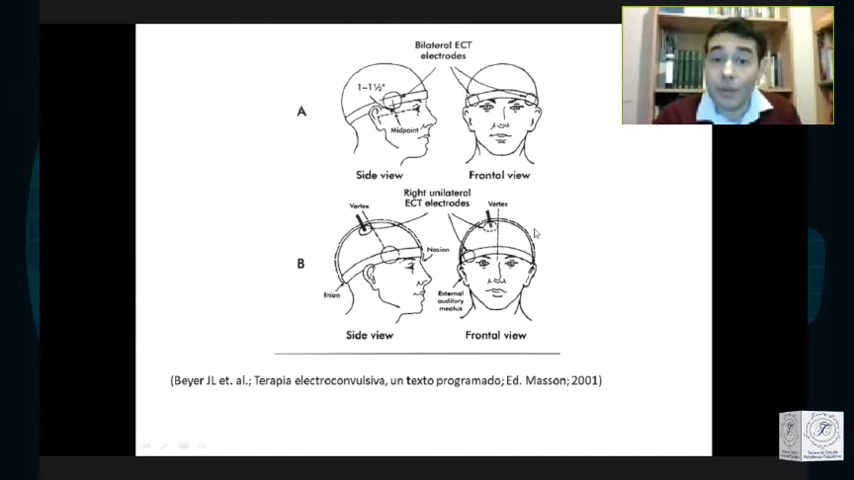 Bilateral ECT
electrodes
1–1½"
A
Midpoint
Side view
Frontal view
Right unilateral
ECT electrodes
Vertex
Vertex
B
Nasion
Inion
External
auditory
meatus
Side view
Frontal view
(Beyer JL et. al.; Terapia electroconvulsiva, un texto programado; Ed. Masson; 2001)